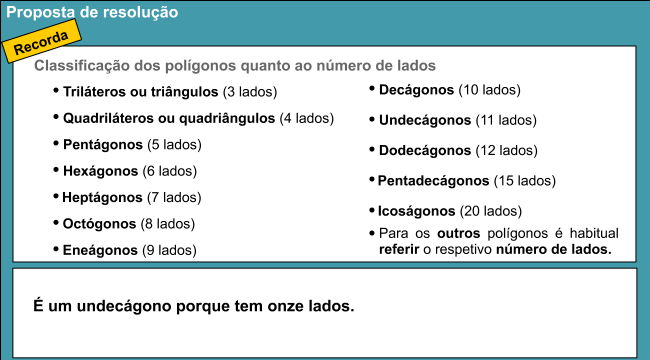 Proposta de resolução
Recorda
Classificação dos polígonos quanto ao número de lados
• Triláteros ou triângulos (3 lados)
• Quadriláteros ou quadriângulos (4 lados)
• Pentágonos (5 lados)
• Hexágonos (6 lados)
• Heptágonos (7 lados)
• Octógonos (8 lados)
• Eneágonos (9 lados)
• Decágonos (10 lados)
• Undecágonos (11 lados)
• Dodecágonos (12 lados)
• Pentadecágonos (15 lados)
• Icoságonos (20 lados)
• Para os outros polígonos é habitual
referir o respetivo número de lados.
É um undecágono porque tem onze lados.